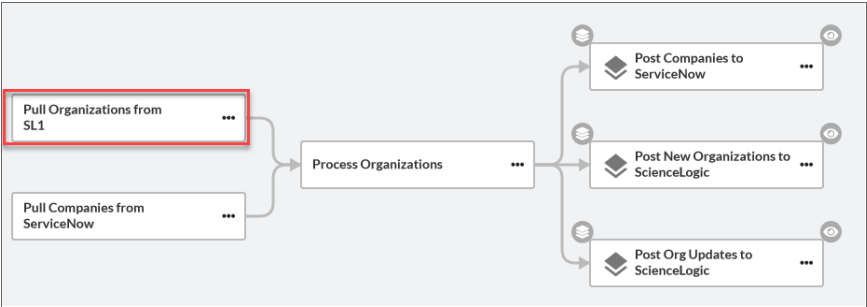 Pull Organizations from
SL1
Pull Companies from
ServiceNow
Process Organizations
Post Companies to
ServiceNow
Post New Organizations to
ScienceLogic
Post Org Updates to
ScienceLogic